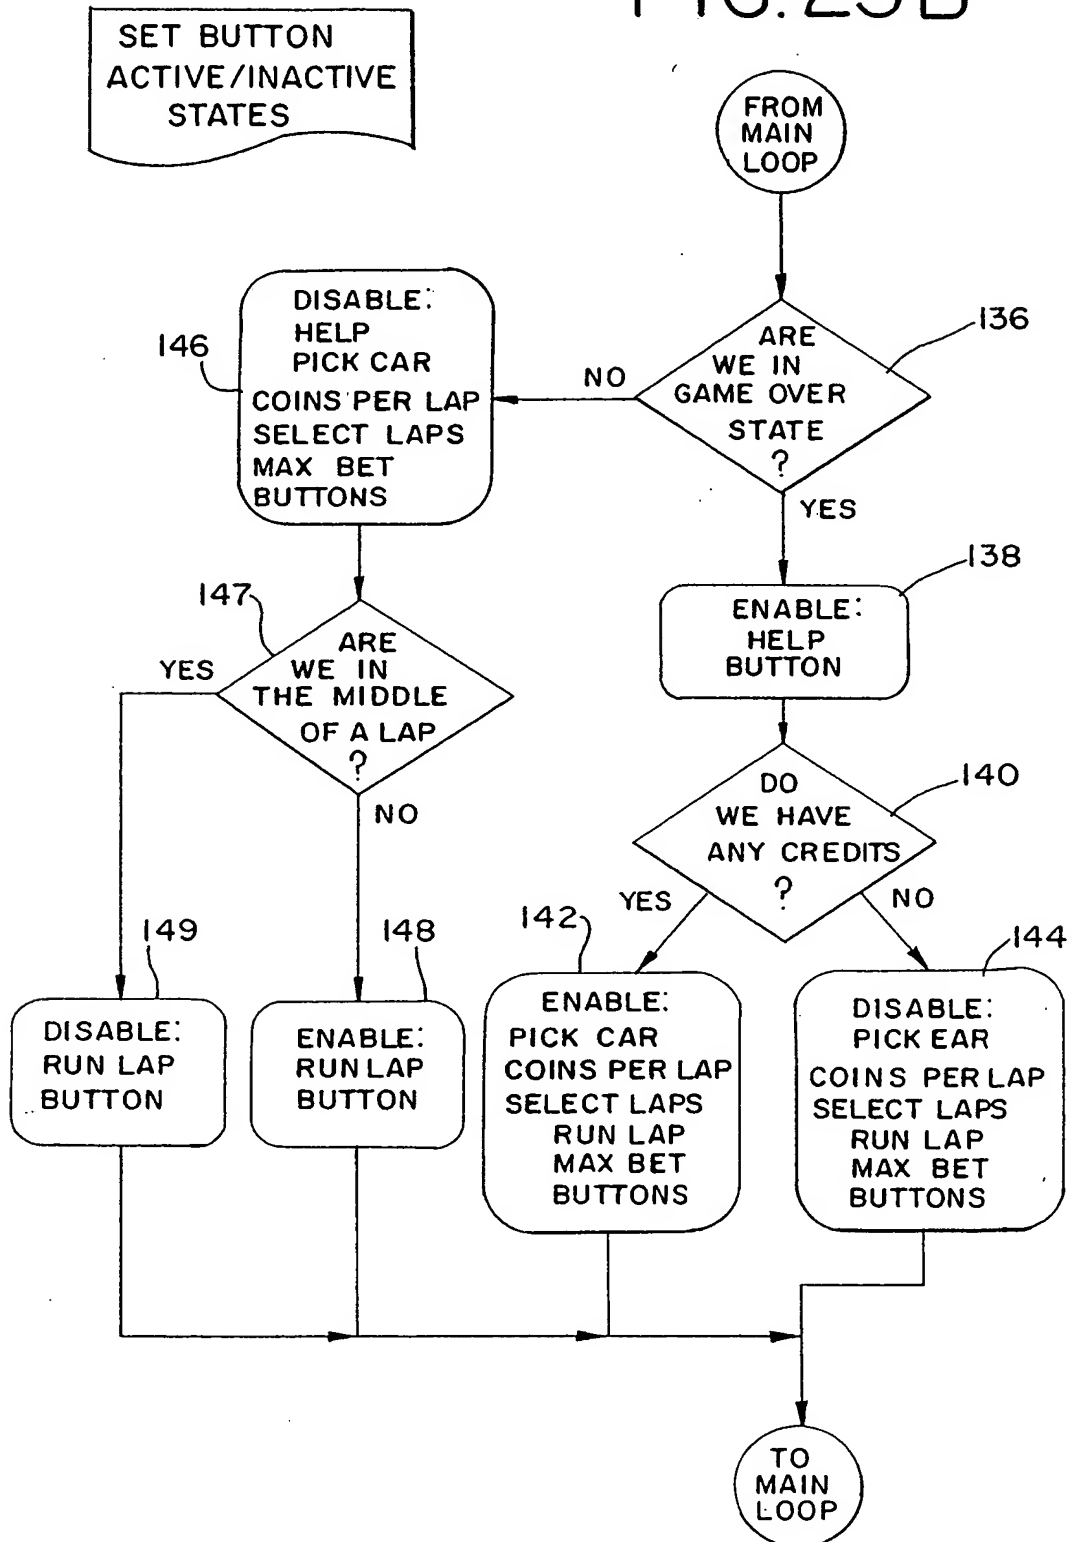 FIG. 25B
SET BUTTON
ACTIVE/INACTIVE
STATES
FROM
MAIN
LOOP
136
ARE
WE IN
GAME OVER
STATE
?
NO
YES
146
DISABLE:
HELP
PICK CAR
COINS PER LAP
SELECT LAPS
MAX BET
BUTTONS
138
ENABLE:
HELP
BUTTON
147
ARE
WE IN
THE MIDDLE
OF A LAP
?
YES
NO
140
DO
WE HAVE
ANY CREDITS
?
YES
NO
149
DISABLE:
RUN LAP
BUTTON
148
ENABLE:
RUN LAP
BUTTON
142
ENABLE:
PICK CAR
COINS PER LAP
SELECT LAPS
RUN LAP
MAX BET
BUTTONS
144
DISABLE:
PICK EAR
COINS PER LAP
SELECT LAPS
RUN LAP
MAX BET
BUTTONS
TO
MAIN
LOOP